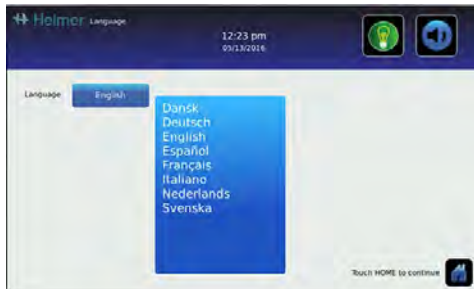 Helmer Language
12:23 pm
05/13/2016
Language English
Dansk
Deutsch
English
Español
Français
Italiano
Nederlands
Svenska
Touch HOME to continue